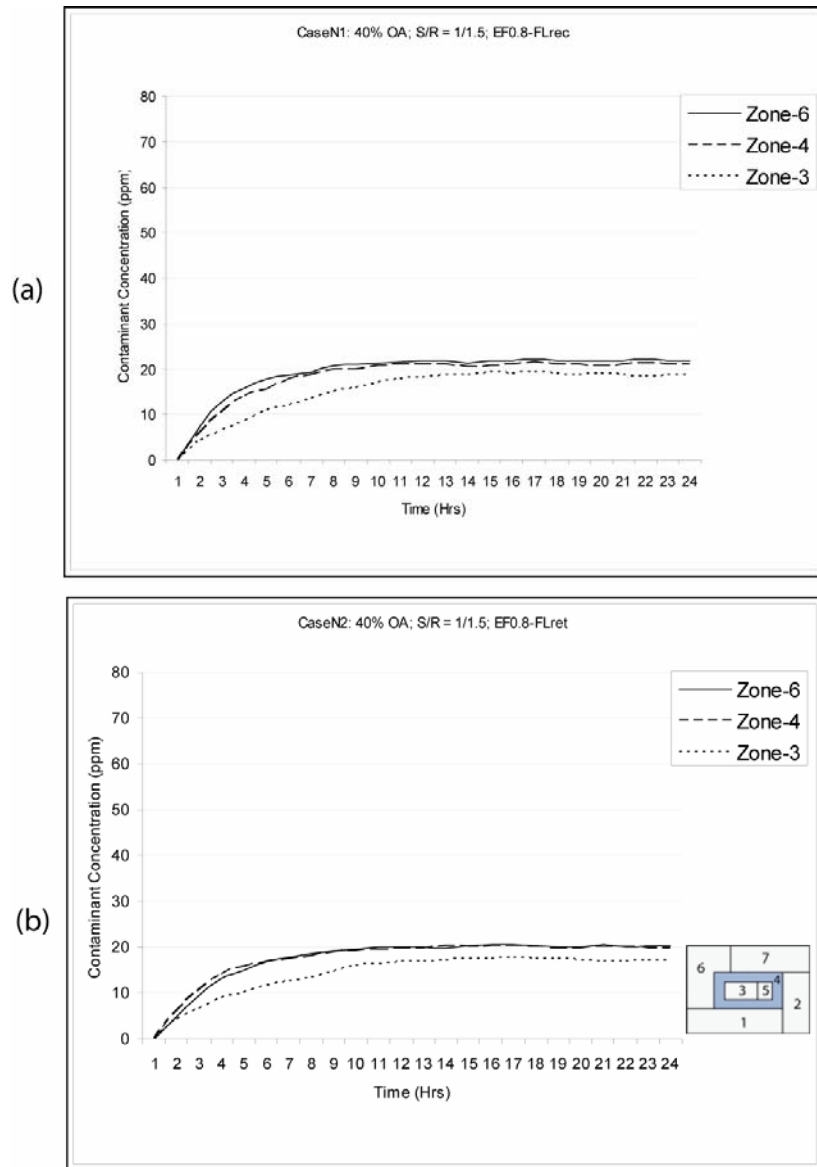 (a)
CaseN1: 40% OA; S/R = 1/1.5; EF0.8-FLrec
Contaminant Concentration (ppm)
80
70
60
50
40
30
20
10
0
1 2 3 4 5 6 7 8 9 10 11 12 13 14 15 16 17 18 19 20 21 22 23 24
Time (Hrs)
Zone-6
Zone-4
Zone-3
(b)
CaseN2: 40% OA; S/R = 1/1.5; EF0.8-FLret
Contaminant Concentration (ppm)
80
70
60
50
40
30
20
10
0
1 2 3 4 5 6 7 8 9 10 11 12 13 14 15 16 17 18 19 20 21 22 23 24
Time (Hrs)
Zone-6
Zone-4
Zone-3
6 7
3 5 4
2
1